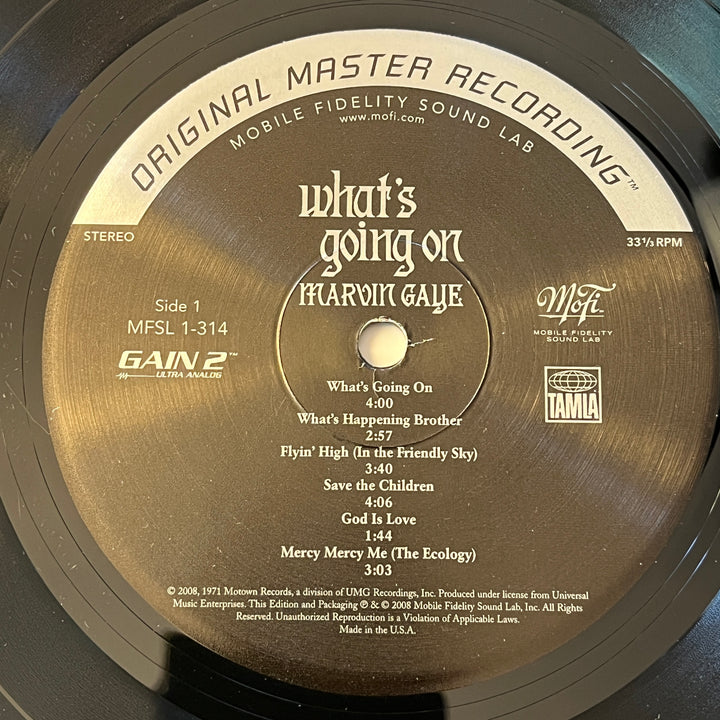 ORIGINAL MASTER RECORDING™
MOBILE FIDELITY SOUND LAB
www.mofi.com
what's
going on
MARVIN GAYE
STEREO
33 1/3 RPM
Side 1
MFSL 1-314
GAIN 2™
ULTRA ANALOG
MoFi
MOBILE FIDELITY
SOUND LAB
TAMLA
What's Going On
4:00
What's Happening Brother
2:57
Flyin' High (In the Friendly Sky)
3:40
Save the Children
4:06
God Is Love
1:44
Mercy Mercy Me (The Ecology)
3:03
© 2008, 1971 Motown Records, a division of UMG Recordings, Inc. Produced under license from Universal
Music Enterprises. This Edition and Packaging ℗ & © 2008 Mobile Fidelity Sound Lab, Inc. All Rights
Reserved. Unauthorized Reproduction is a Violation of Applicable Laws.
Made in the U.S.A.